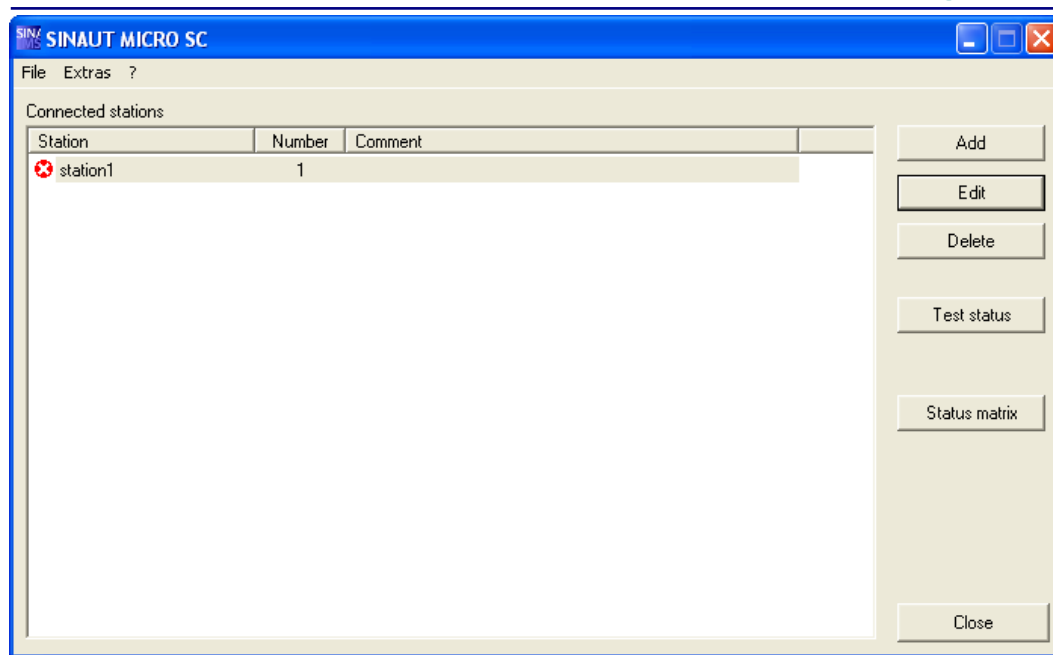 SINAUT MICRO SC
File Extras ?
Connected stations
Station Number Comment
station1 1
Add
Edit
Delete
Test status
Status matrix
Close